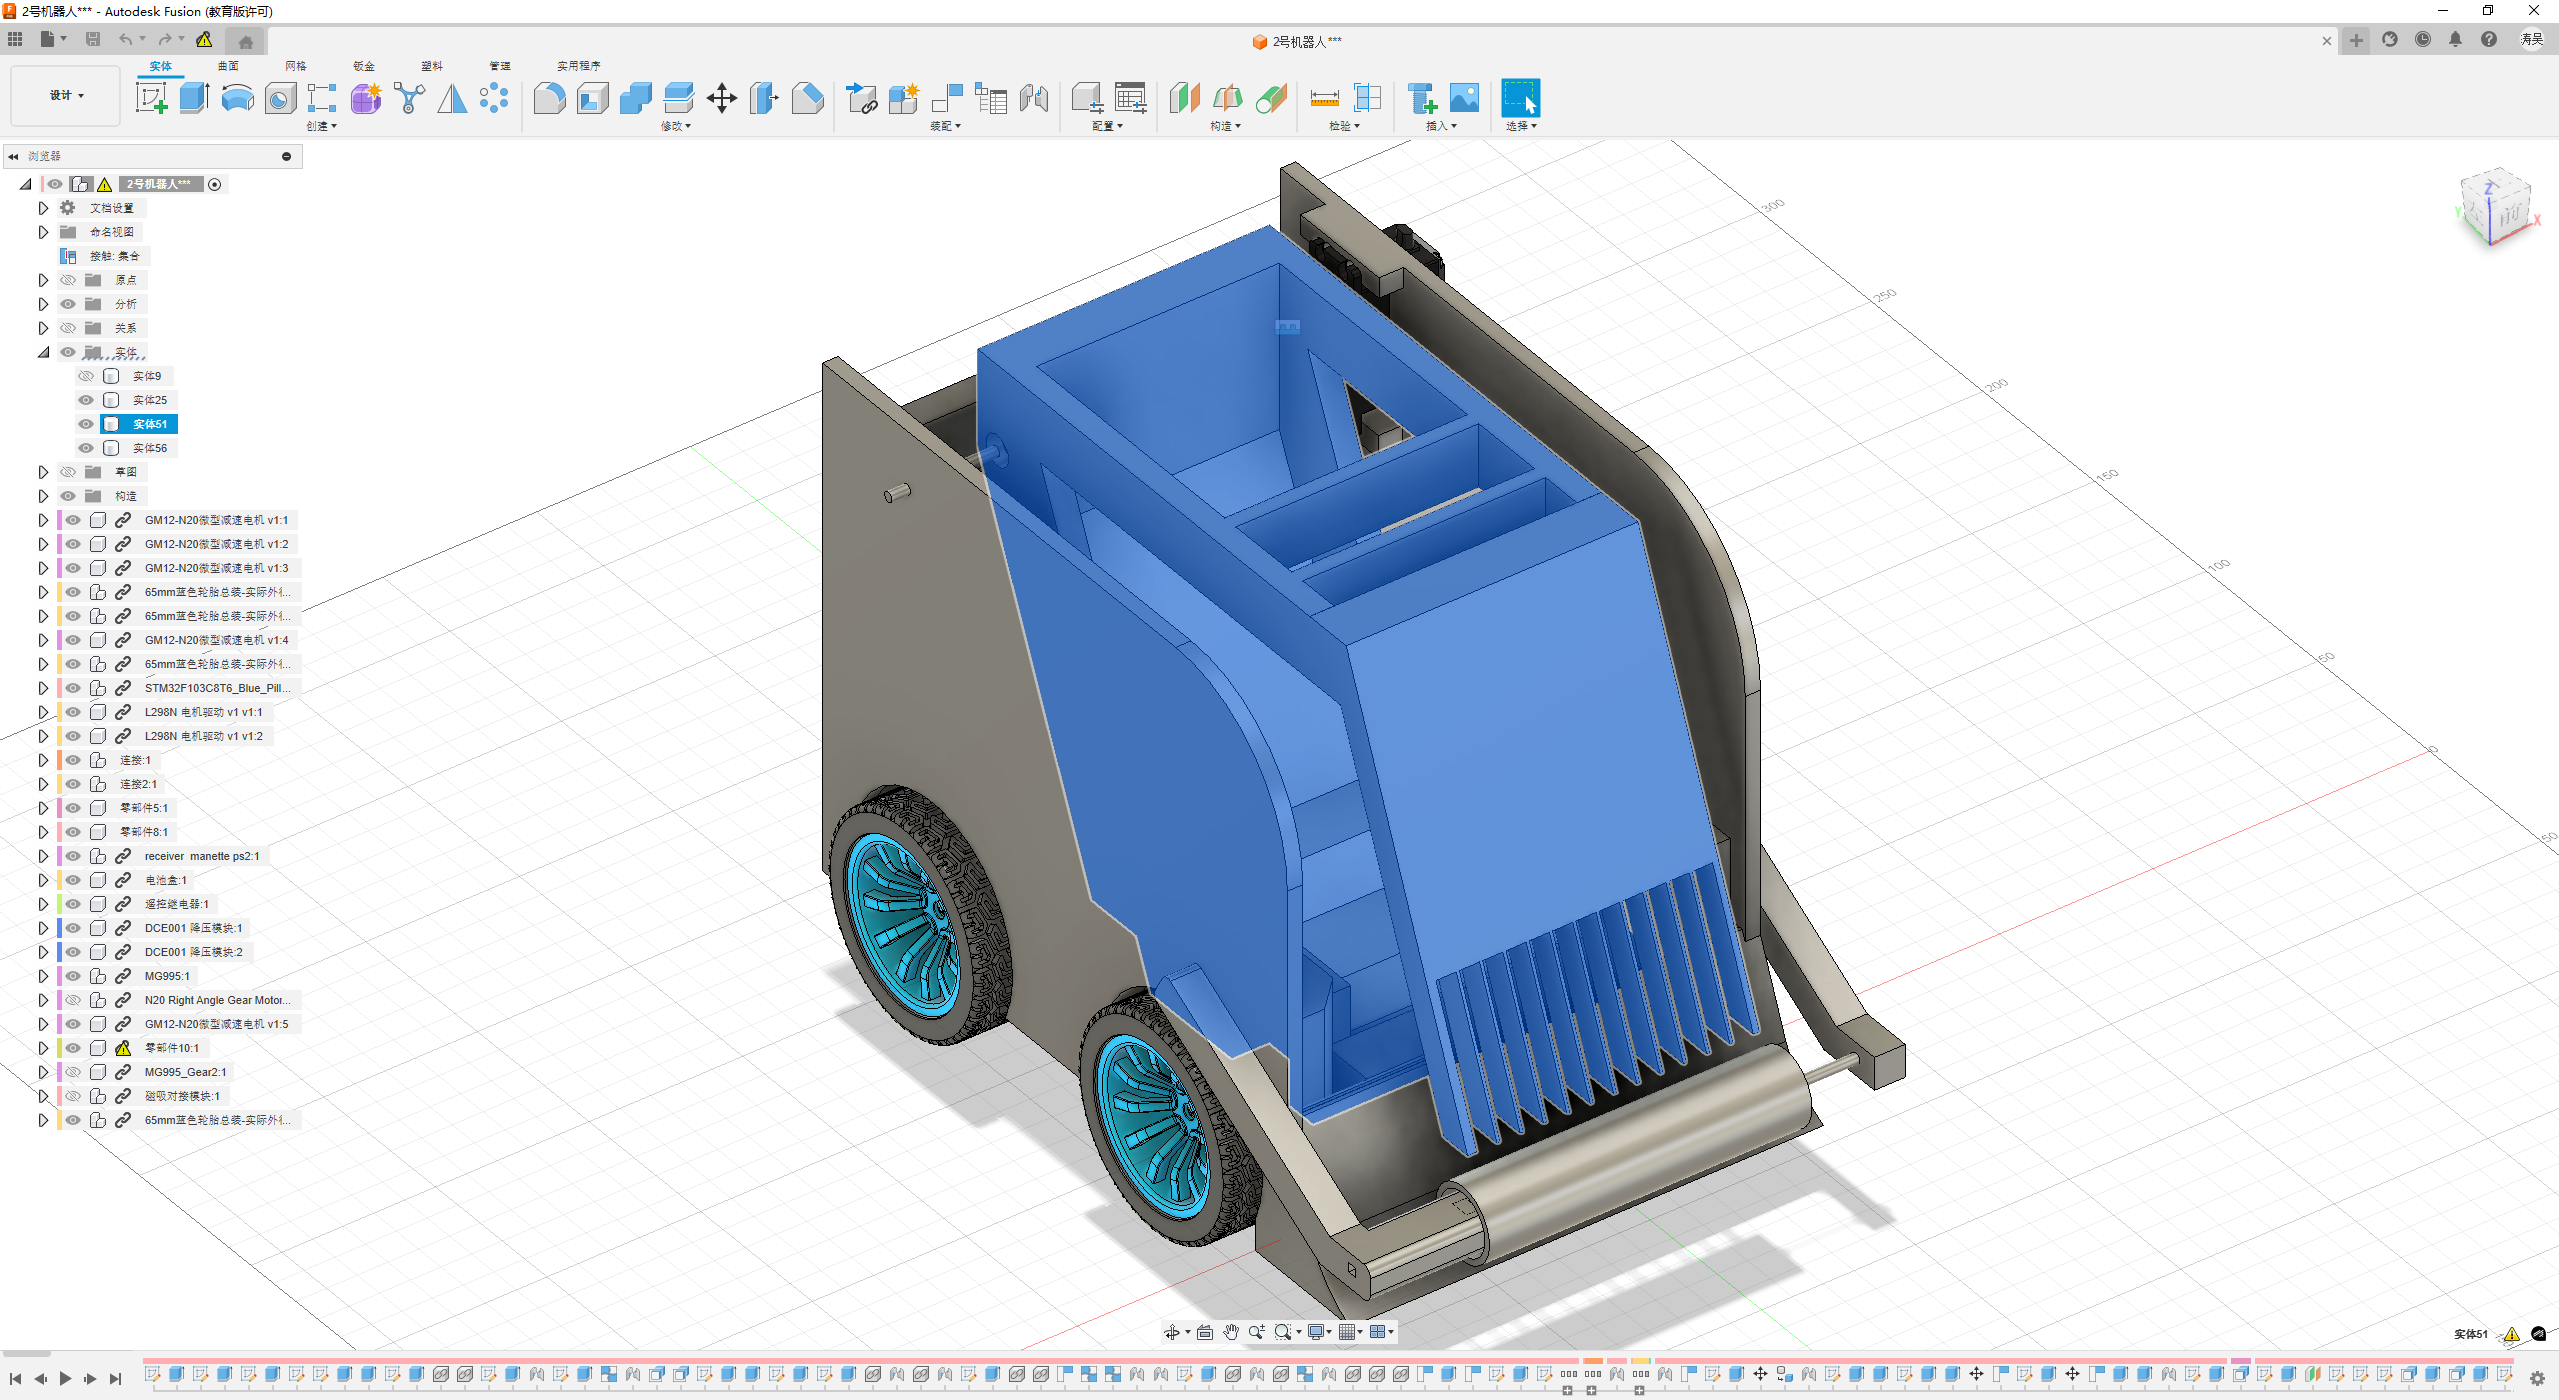 2号机器人*** - Autodesk Fusion (教育版许可)
2号机器人***
涛吴
实体 曲面 网格 钣金 塑料 管理 实用程序
设计
创建 修改 装配 配置 构造 检验 插入 选择
浏览器
2号机器人***
文档设置
命名视图
接触: 集合
原点
分析
关系
实体
实体9
实体25
实体51
实体56
草图
构造
GM12-N20微型减速电机 v1:1
GM12-N20微型减速电机 v1:2
GM12-N20微型减速电机 v1:3
65mm蓝色轮胎总装-实际外径...
65mm蓝色轮胎总装-实际外径...
GM12-N20微型减速电机 v1:4
65mm蓝色轮胎总装-实际外径...
STM32F103C8T6_Blue_Pill...
L298N 电机驱动 v1 v1:1
L298N 电机驱动 v1 v1:2
连接:1
连接2:1
零部件5:1
零部件8:1
receiver manette ps2:1
电池盒:1
遥控继电器:1
DCE001 降压模块:1
DCE001 降压模块:2
MG995:1
N20 Right Angle Gear Motor...
GM12-N20微型减速电机 v1:5
零部件10:1
MG995_Gear2:1
磁吸对接模块:1
65mm蓝色轮胎总装-实际外径...
300
250
200
150
100
50
0
50
Z
Y
X
前
实体51